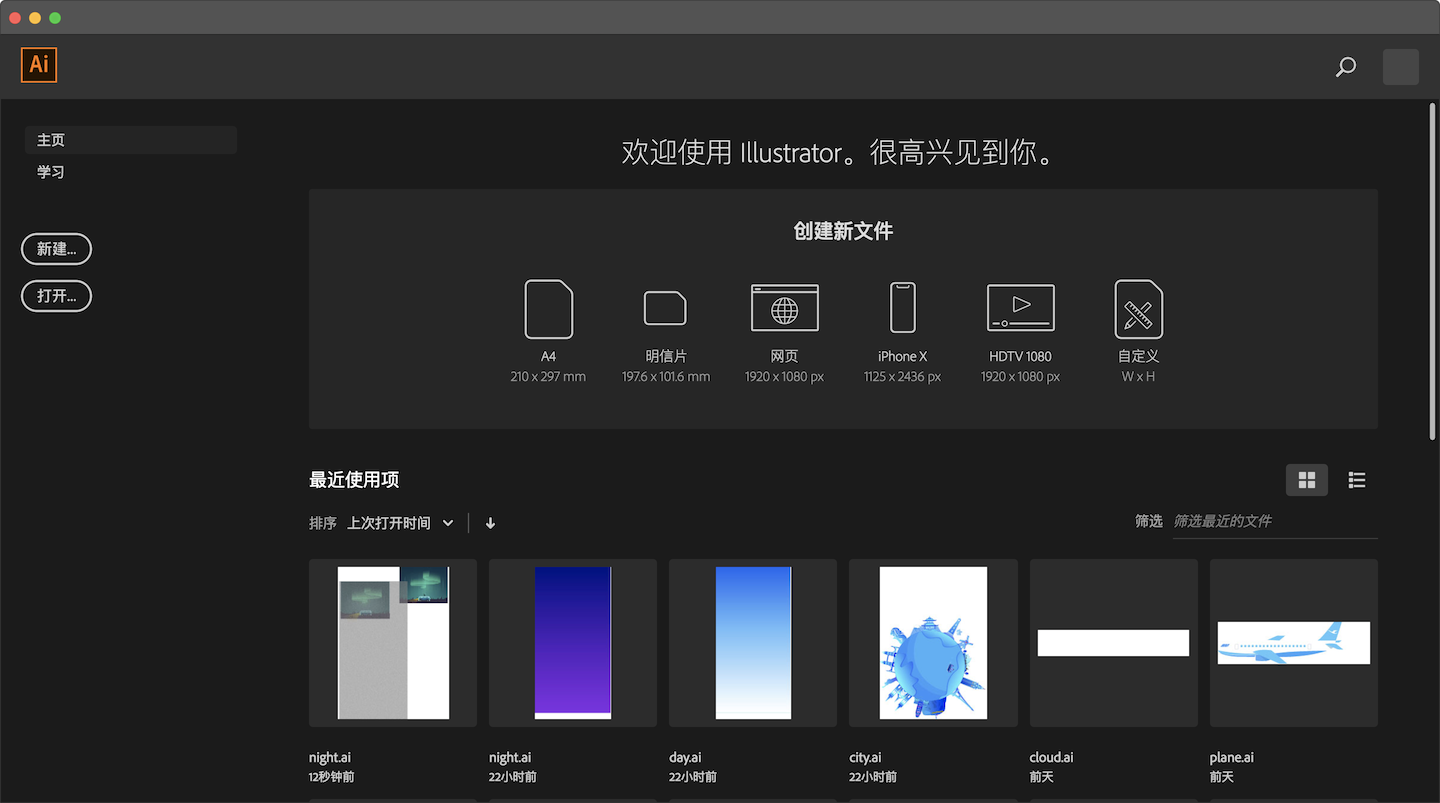 Ai
主页
学习
新建...
打开...
欢迎使用 Illustrator。很高兴见到你。
创建新文件
A4
210 x 297 mm
明信片
197.6 x 101.6 mm
网页
1920 x 1080 px
iPhone X
1125 x 2436 px
HDTV 1080
1920 x 1080 px
自定义
W x H
最近使用项
排序 上次打开时间
筛选 筛选最近的文件
night.ai
12秒钟前
night.ai
22小时前
day.ai
22小时前
city.ai
22小时前
cloud.ai
前天
plane.ai
前天